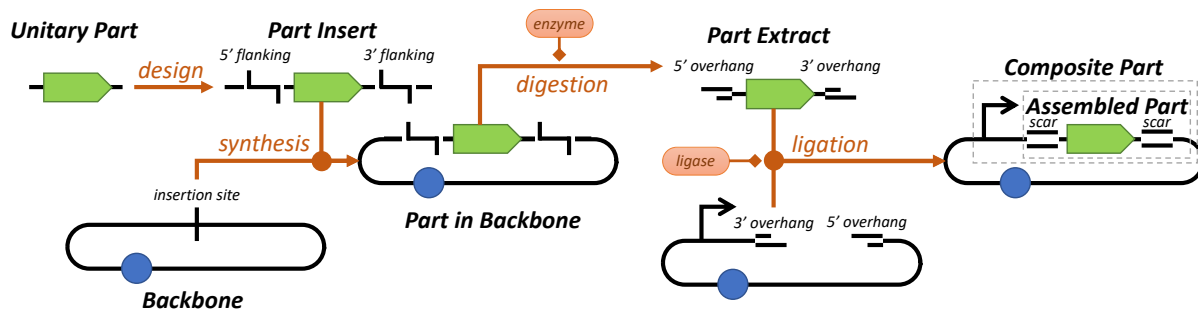 Unitary Part
design
Part Insert
5’ flanking
3’ flanking
synthesis
insertion site
Backbone
Part in Backbone
enzyme
digestion
Part Extract
5’ overhang
3’ overhang
ligase
ligation
3’ overhang
5’ overhang
Composite Part
Assembled Part
scar
scar